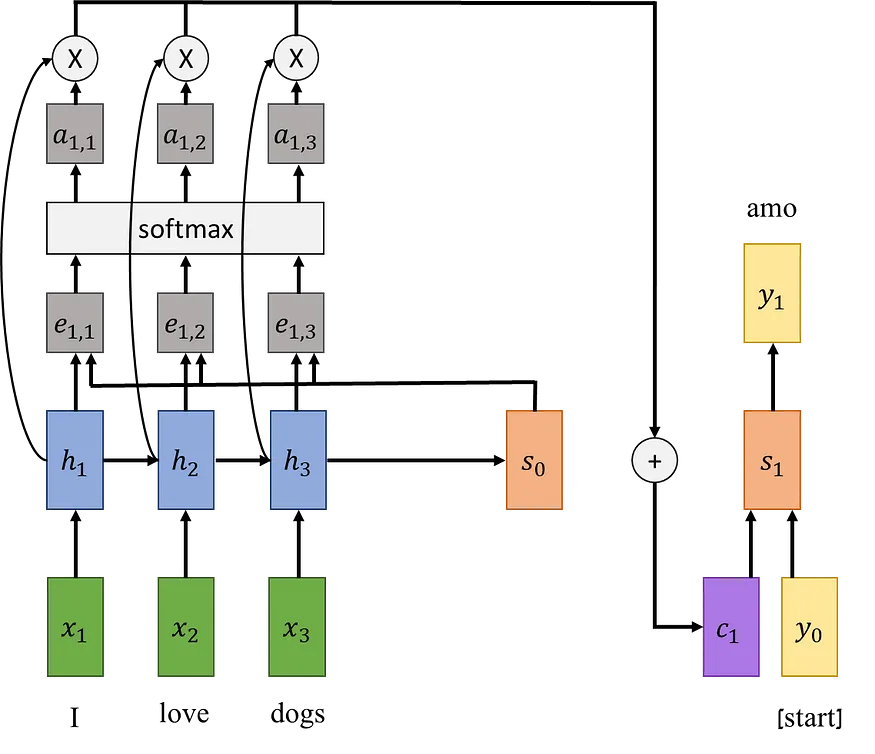 X X X
a1,1 a1,2 a1,3
softmax
amo
y1
e1,1 e1,2 e1,3
h1 h2 h3 s0 + s1
x1 x2 x3 c1 y0
I love dogs [start]